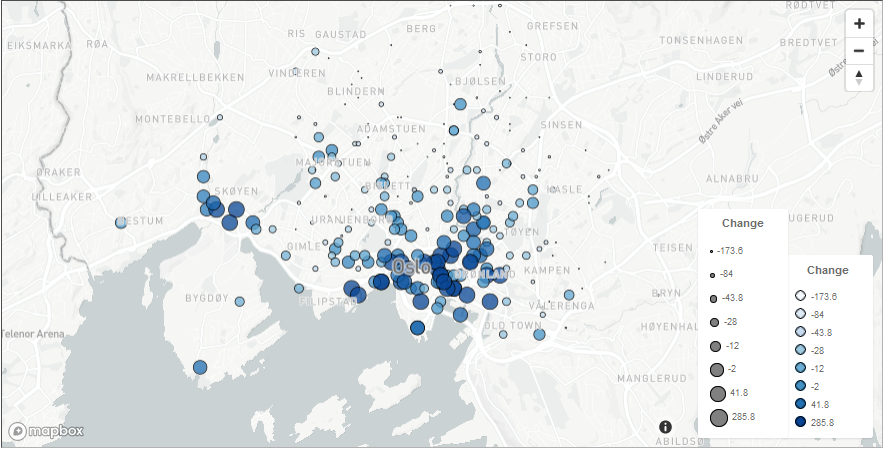 RØDTVET
BERG
GREFSEN
RIS
GAUSTAD
EIKSMARKA
RØA
TONSENHAGEN
BREDTVET
STORO
VINDEREN
MAKRELLBEKKEN
BJØLSEN
LINDERUD
Østre
BLINDERN
MONTEBELLO
ADAMSTUEN
SINSEN
Østre Aker vei
MAJORSTUEN
ØRAKER
ALNABRU
LILLEAKER
SKØYEN
HASLE
UGERUD
URANIENBORG
TØYEN
GIMLE
TEISEN
Oslo
KAMPEN
BRYN
BYGDØY
FILIPSTAD
VÅLERENGA
OLD TOWN
HØYENHAL
Telenor Arena
MANGLERUD
ABILDSØ
mapbox
+
−
Change
-173.6
-84
-43.8
-28
-12
-2
41.8
285.8
Change
-173.6
-84
-43.8
-28
-12
-2
41.8
285.8